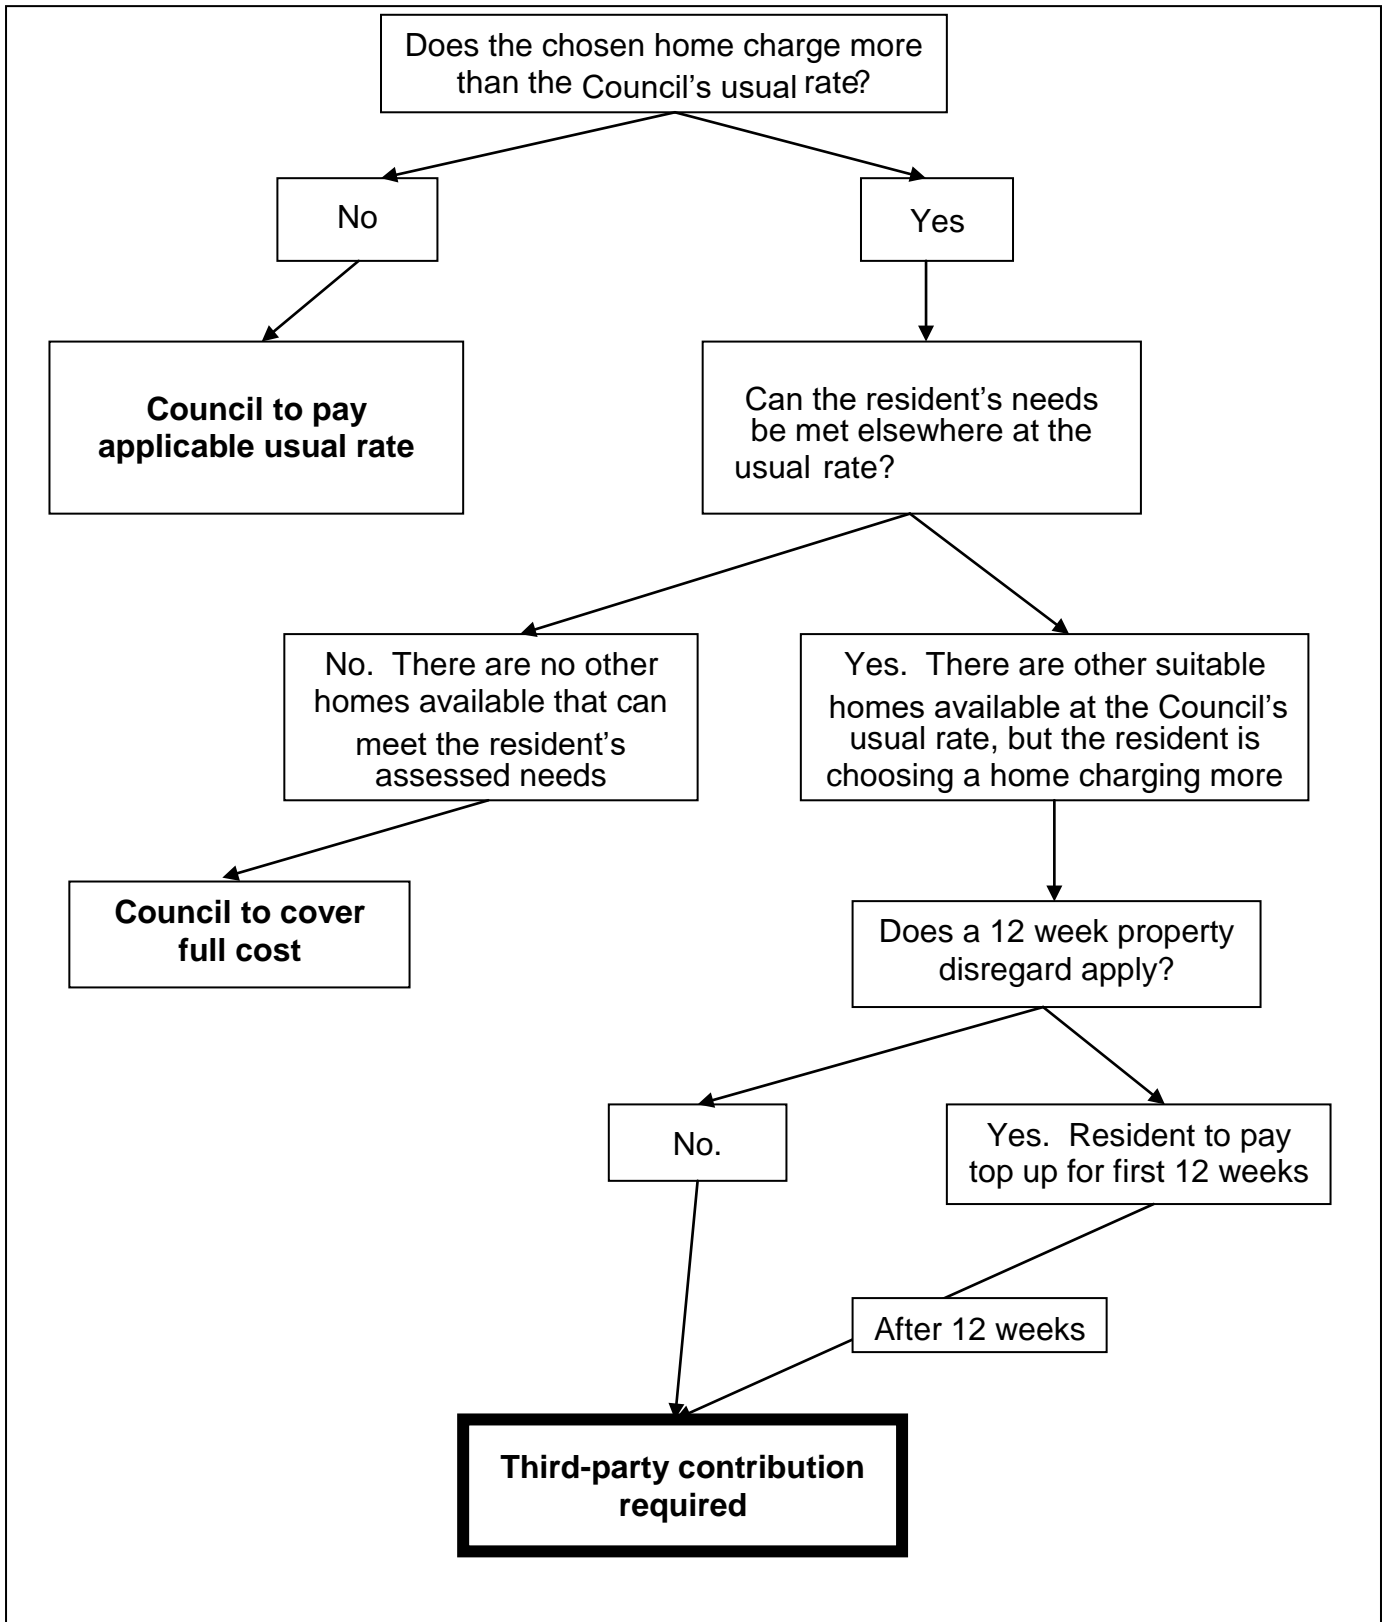 Does the chosen home charge more
than the Council’s usual rate?
No
Yes
Council to pay
applicable usual rate
Can the resident’s needs
be met elsewhere at the
usual rate?
No.  There are no other
homes available that can
meet the resident’s
assessed needs
Yes.  There are other suitable
homes available at the Council’s
usual rate, but the resident is
choosing a home charging more
Council to cover
full cost
Does a 12 week property
disregard apply?
No.
Yes.  Resident to pay
top up for first 12 weeks
After 12 weeks
Third-party contribution
required